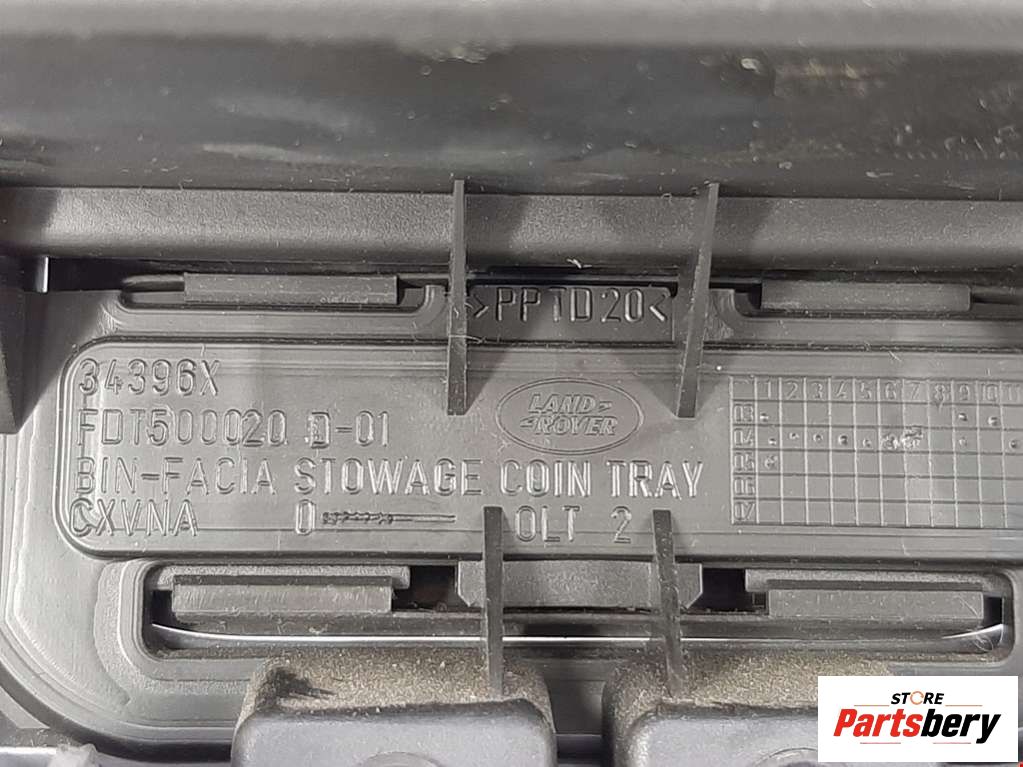 >PPTD20<
34396X
LAND-
-ROVER
FDT500020 D-01
BIN-FACIA STOWAGE COIN TRAY
CXVNA 0 OLT 2
1 2 3 4 5 6 7 8 9 10
03
04
05
06
07
STORE
Partsbery